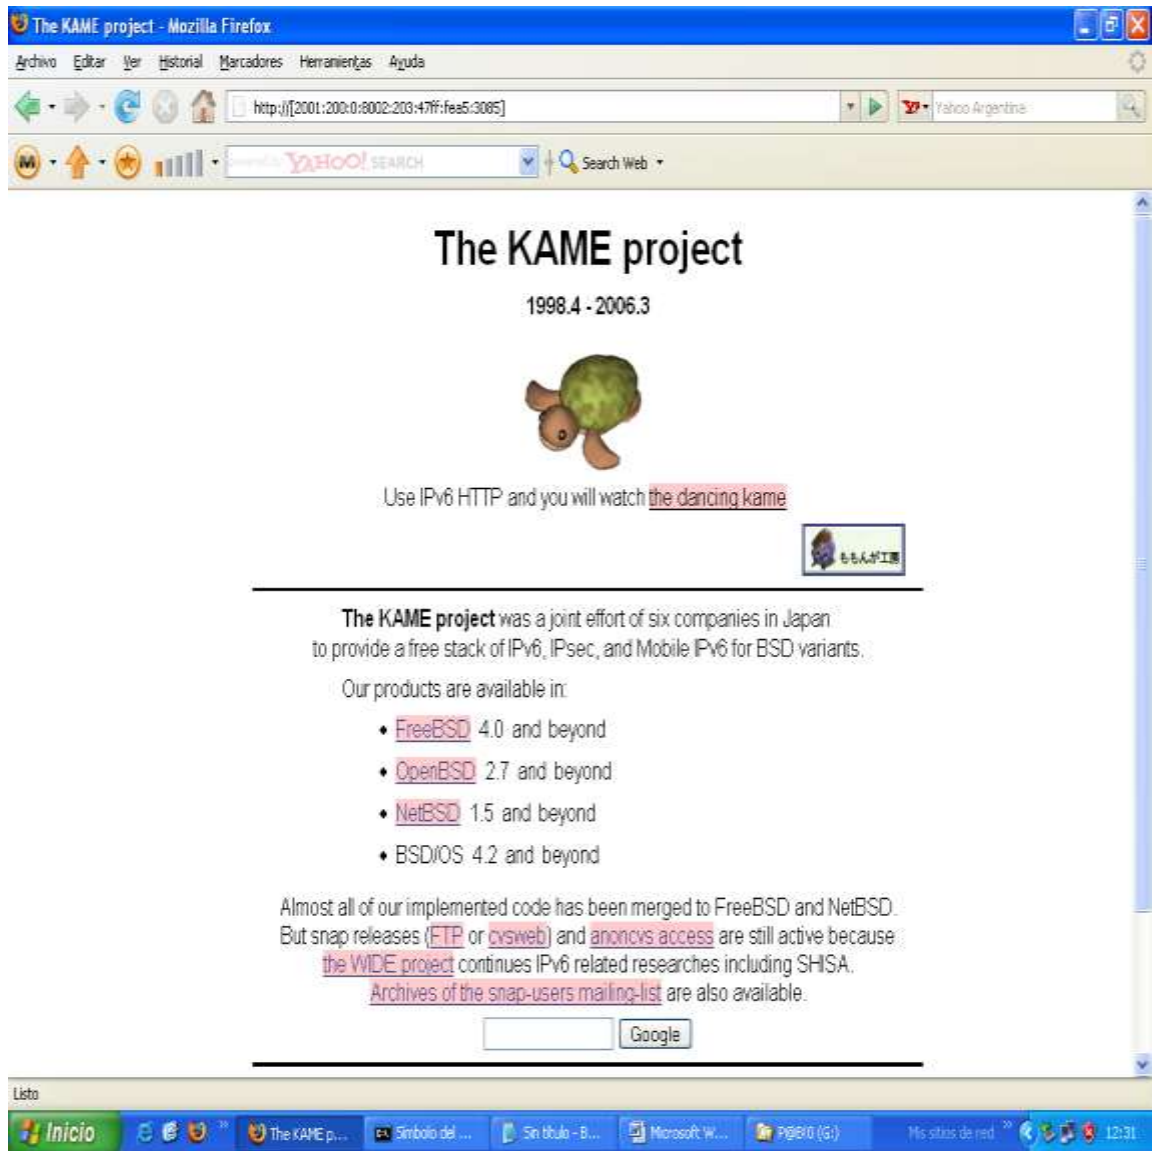 The KAME project - Mozilla Firefox
Archivo Editar Ver Historial Marcadores Herramientas Ayuda
http://[2001:200:0:8002:203:47ff:fea5:3085] Yahoo Argentina
YAHOO! SEARCH Search Web
The KAME project
1998.4 - 2006.3
Use IPv6 HTTP and you will watch the dancing kame
ももんが工房
The KAME project was a joint effort of six companies in Japan
to provide a free stack of IPv6, IPsec, and Mobile IPv6 for BSD variants.
Our products are available in:
• FreeBSD 4.0 and beyond
• OpenBSD 2.7 and beyond
• NetBSD 1.5 and beyond
• BSD/OS 4.2 and beyond
Almost all of our implemented code has been merged to FreeBSD and NetBSD.
But snap releases (FTP or cvsweb) and anoncvs access are still active because
the WIDE project continues IPv6 related researches including SHISA.
Archives of the snap-users mailing-list are also available.
Google
Listo
Inicio The KAME p... Símbolo del ... Sin título - B... Microsoft W... P@B!0 (G:) Mis sitios de red 12:31